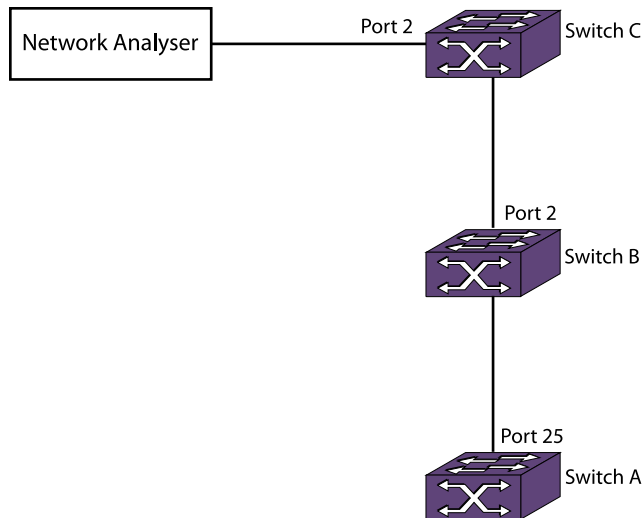 Network Analyser
Port 2
Switch C
Port 2
Switch B
Port 25
Switch A